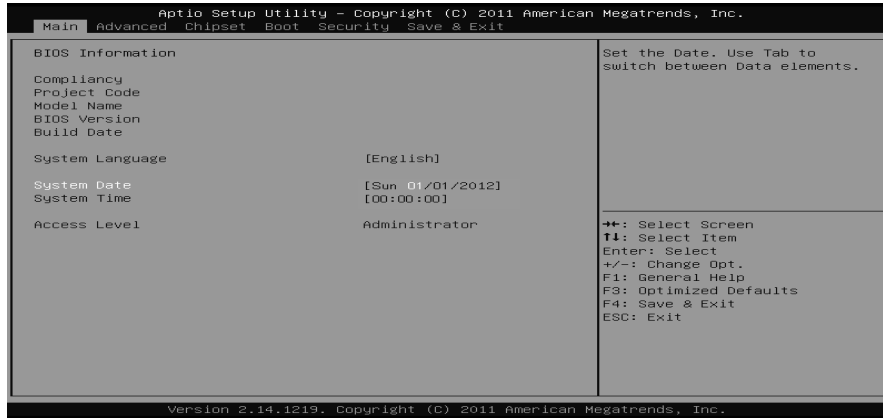 Aptio Setup Utility – Copyright (C) 2011 American Megatrends, Inc.
Main Advanced Chipset Boot Security Save & Exit
BIOS Information
Compliancy
Project Code
Model Name
BIOS Version
Build Date
System Language [English]
System Date [Sun 01/01/2012]
System Time [00:00:00]
Access Level Administrator
Set the Date. Use Tab to
switch between Data elements.
→←: Select Screen
↑↓: Select Item
Enter: Select
+/-: Change Opt.
F1: General Help
F3: Optimized Defaults
F4: Save & Exit
ESC: Exit
Version 2.14.1219. Copyright (C) 2011 American Megatrends, Inc.